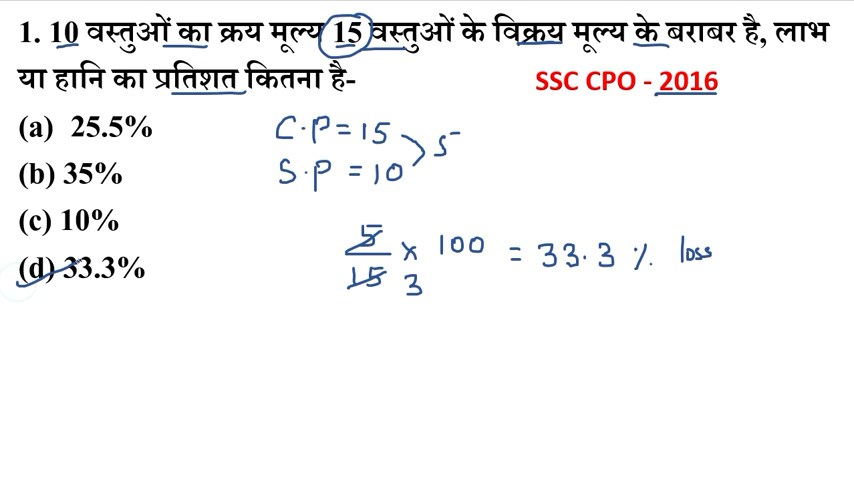 1. 10 वस्तुओं का क्रय मूल्य 15 वस्तुओं के विक्रय मूल्य के बराबर है, लाभ
या हानि का प्रतिशत कितना है-
SSC CPO - 2016
(a) 25.5%
C.P = 15
5
(b) 35%
S.P = 10
(c) 10%
5/15 3 × 100 = 33.3 % loss
(d) 33.3%